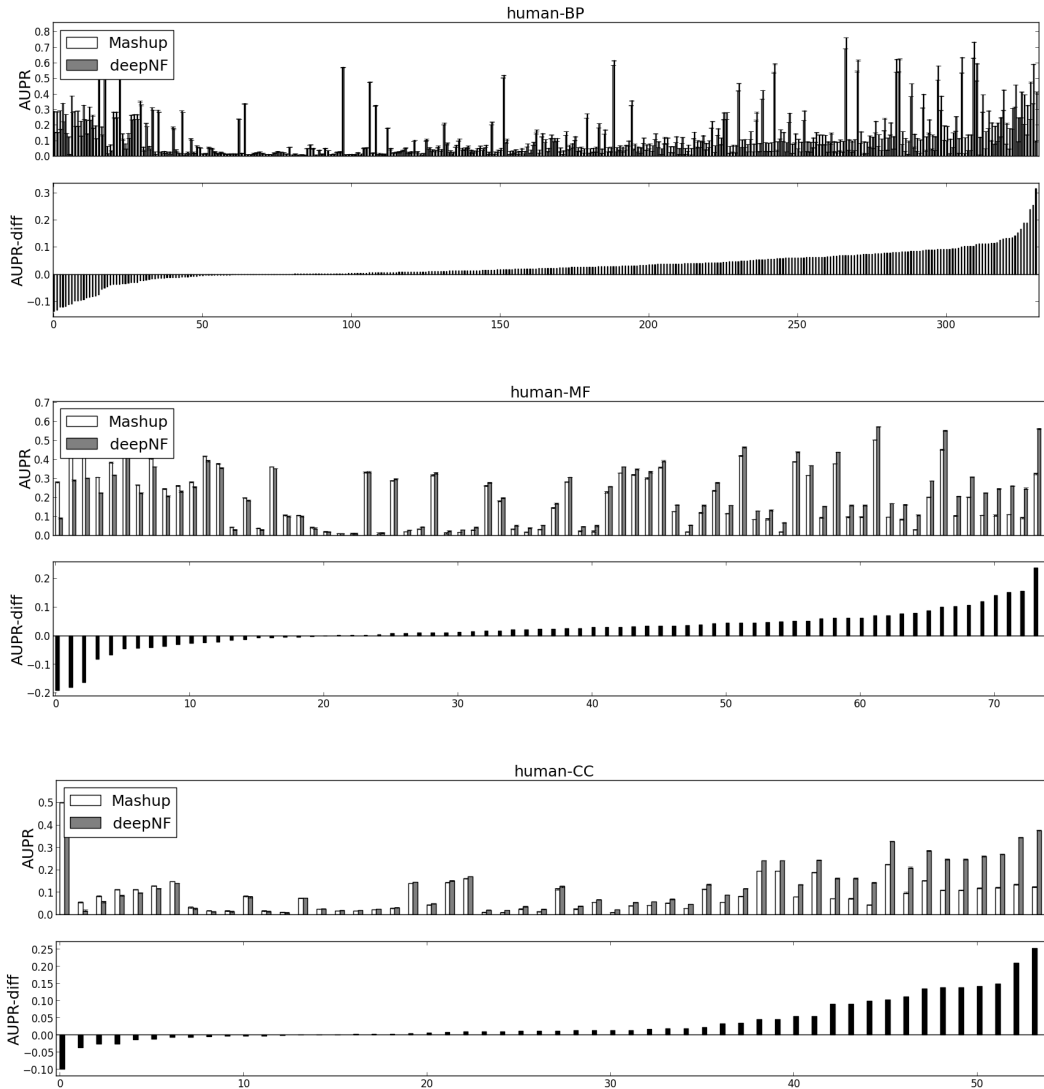 human-BP
0.8
0.7
0.6
0.5
0.4
0.3
0.2
0.1
0.0
AUPR
Mashup
deepNF
0.3
0.2
0.1
0.0
−0.1
AUPR-diff
0 50 100 150 200 250 300
human-MF
0.7
0.6
0.5
0.4
0.3
0.2
0.1
0.0
AUPR
Mashup
deepNF
0.2
0.1
0.0
−0.1
−0.2
AUPR-diff
0 10 20 30 40 50 60 70
human-CC
0.5
0.4
0.3
0.2
0.1
0.0
AUPR
Mashup
deepNF
0.25
0.20
0.15
0.10
0.05
0.00
−0.05
−0.10
AUPR-diff
0 10 20 30 40 50